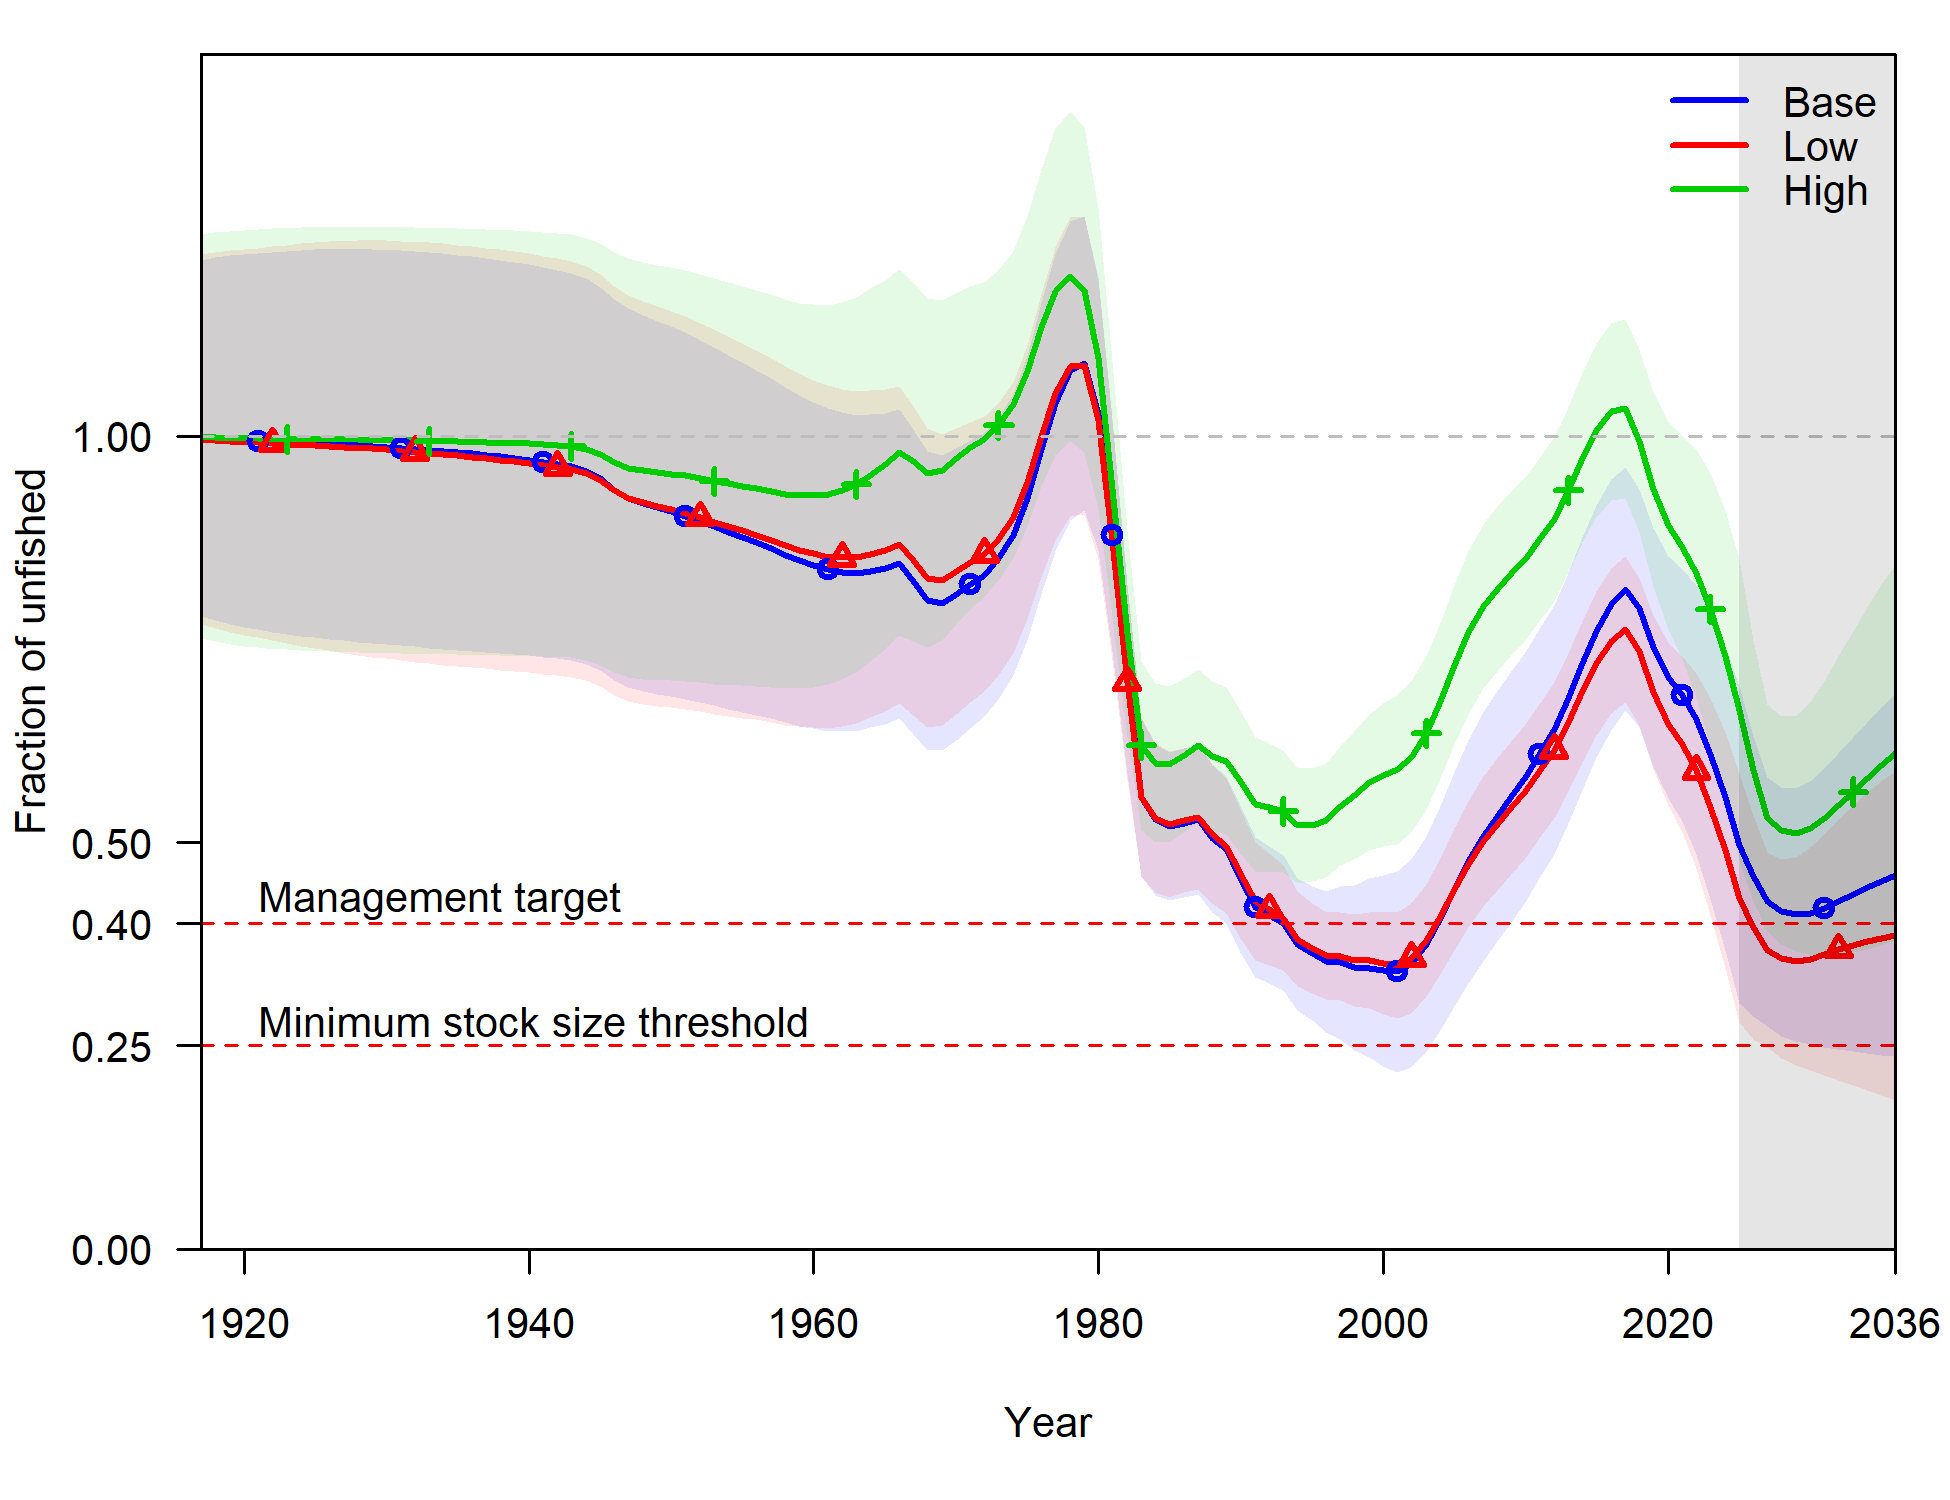 Base
Low
High
Fraction of unfished
1.00
0.50
0.40
0.25
0.00
Management target
Minimum stock size threshold
1920 1940 1960 1980 2000 2020 2036
Year